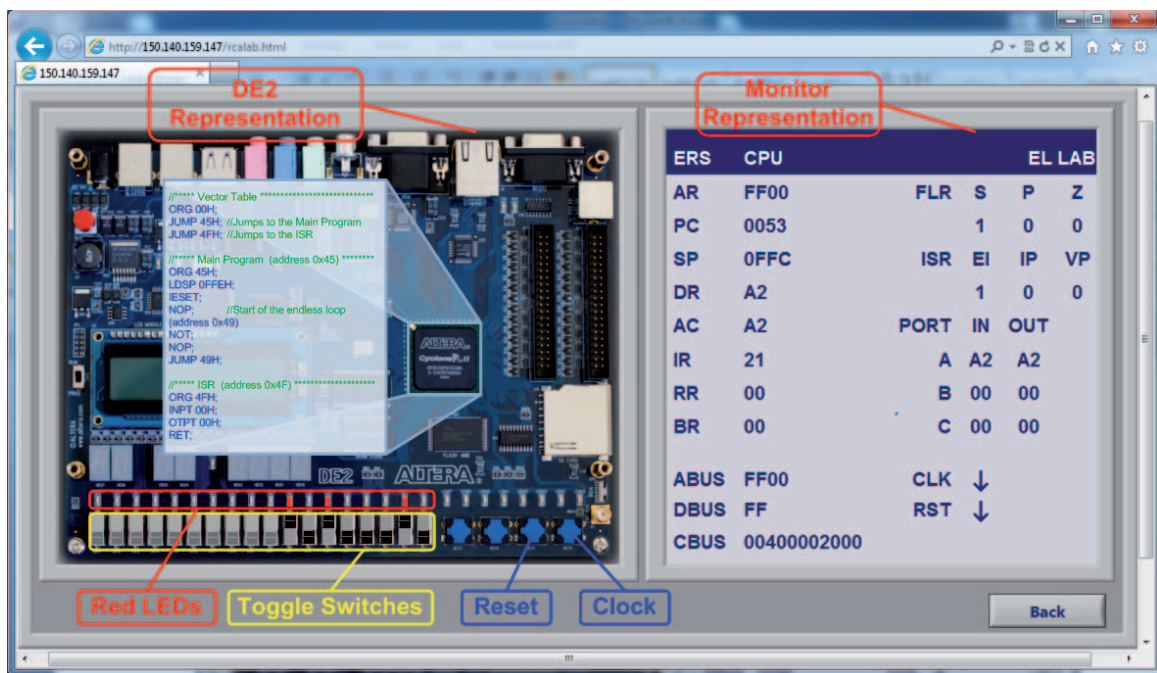 http://150.140.159.147/rcalab.html
150.140.159.147
DE2
Representation
Monitor
Representation
//***** Vector Table ****************************
ORG 00H;
JUMP 45H; //Jumps to the Main Program
JUMP 4FH; //Jumps to the ISR
//***** Main Program (address 0x45) ********
ORG 45H;
LDSP 0FFEH;
IESET;
NOP; //Start of the endless loop
(address 0x49)
NOT;
NOP;
JUMP 49H;
//***** ISR (address 0x4F) ********************
ORG 4FH;
INPT 00H;
OTPT 00H;
RET;
ALTERA
Cyclone II
DE2 ALTERA
Red LEDs
Toggle Switches
Reset
Clock
ERS CPU EL LAB
AR FF00 FLR S P Z
PC 0053 1 0 0
SP 0FFC ISR EI IP VP
DR A2 1 0 0
AC A2 PORT IN OUT
IR 21 A A2 A2
RR 00 B 00 00
BR 00 C 00 00
ABUS FF00 CLK ↓
DBUS FF RST ↓
CBUS 00400002000
Back